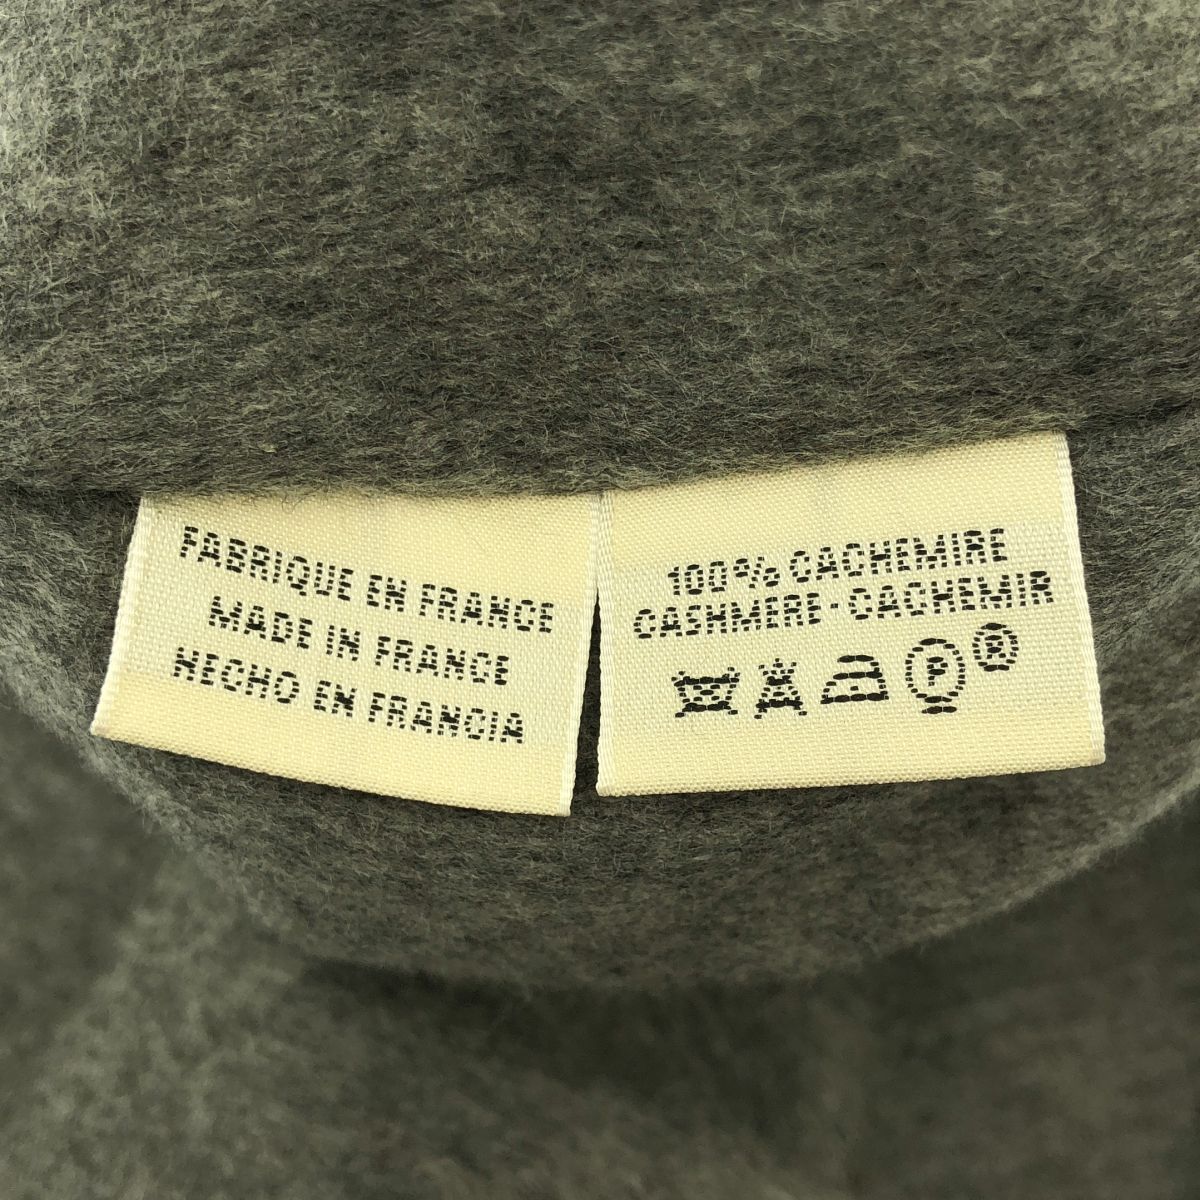 FABRIQUE EN FRANCE
MADE IN FRANCE
HECHO EN FRANCIA
100% CACHEMIRE
CASHMERE - CACHEMIR
P ®